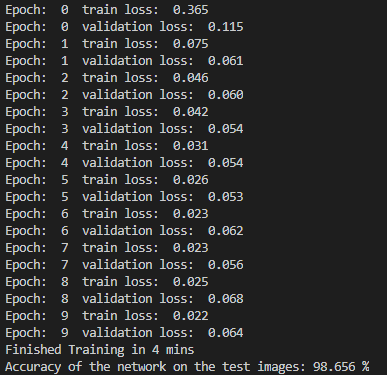 Epoch:  0  train loss:  0.365
Epoch:  0  validation loss:  0.115
Epoch:  1  train loss:  0.075
Epoch:  1  validation loss:  0.061
Epoch:  2  train loss:  0.046
Epoch:  2  validation loss:  0.060
Epoch:  3  train loss:  0.042
Epoch:  3  validation loss:  0.054
Epoch:  4  train loss:  0.031
Epoch:  4  validation loss:  0.054
Epoch:  5  train loss:  0.026
Epoch:  5  validation loss:  0.053
Epoch:  6  train loss:  0.023
Epoch:  6  validation loss:  0.062
Epoch:  7  train loss:  0.023
Epoch:  7  validation loss:  0.056
Epoch:  8  train loss:  0.025
Epoch:  8  validation loss:  0.068
Epoch:  9  train loss:  0.022
Epoch:  9  validation loss:  0.064
Finished Training in 4 mins
Accuracy of the network on the test images: 98.656 %